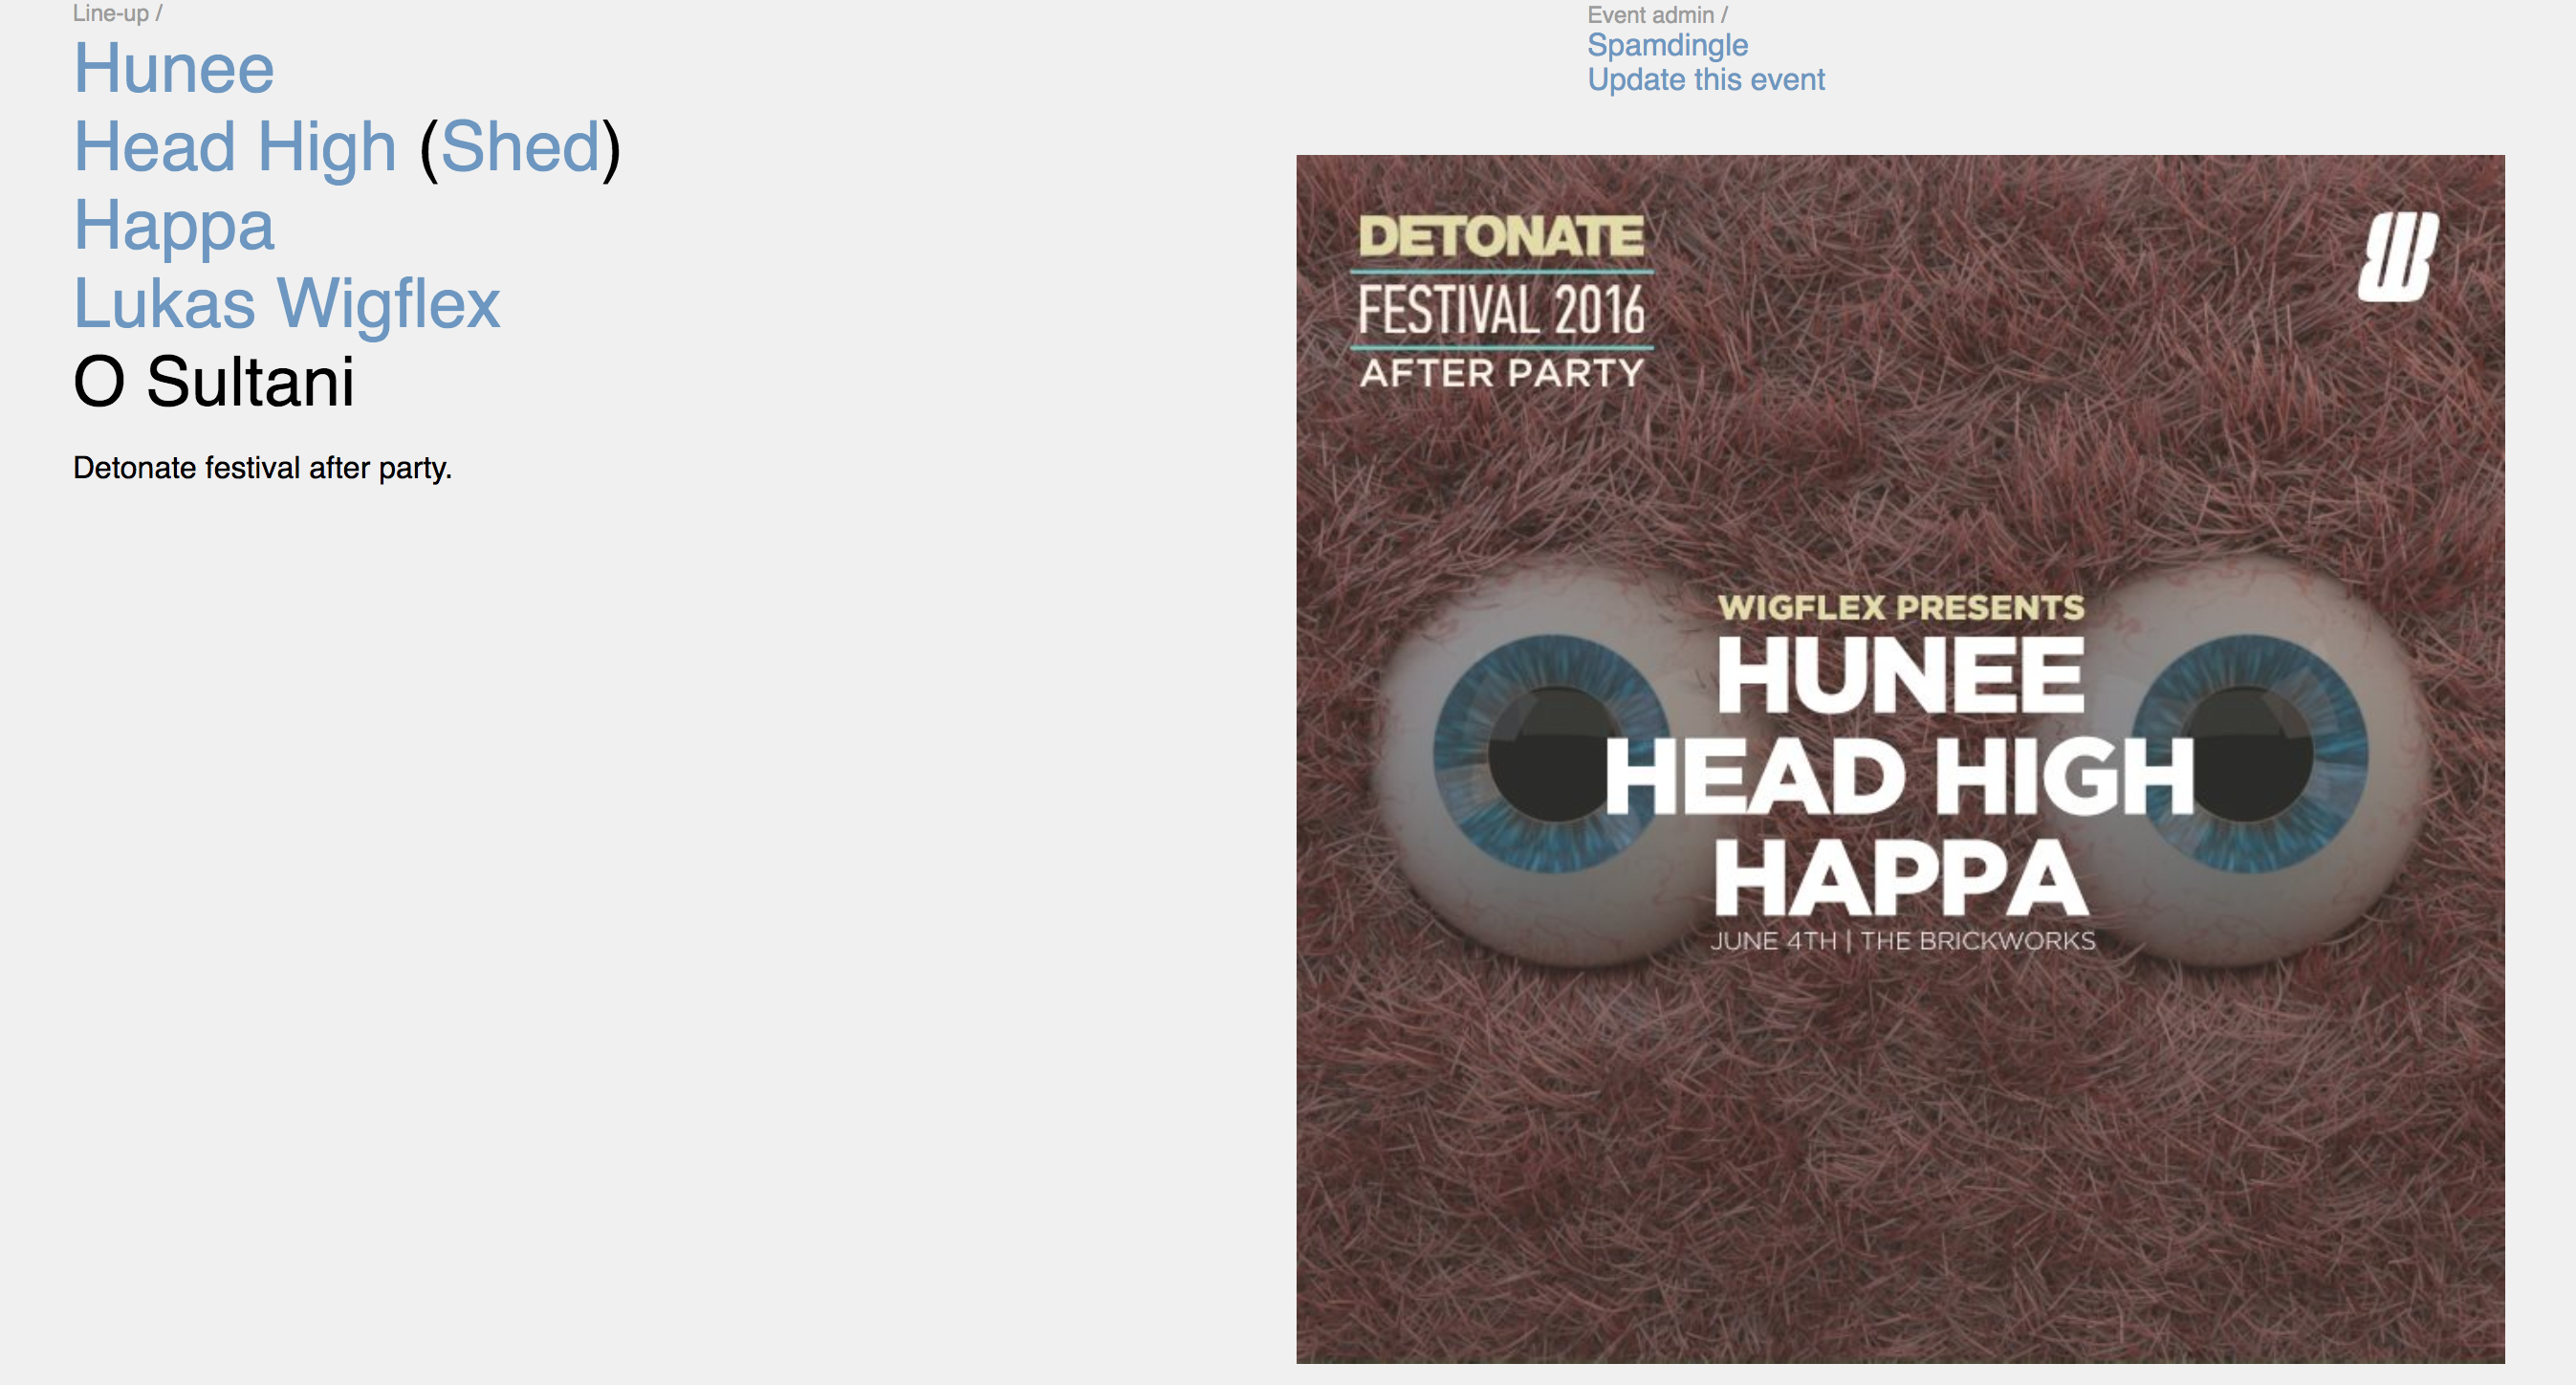 Line-up /
Hunee
Head High (Shed)
Happa
Lukas Wigflex
O Sultani
Detonate festival after party.
Event admin /
Spamdingle
Update this event
DETONATE
FESTIVAL 2016
AFTER PARTY
WIGFLEX PRESENTS
HUNEE
HEAD HIGH
HAPPA
JUNE 4TH | THE BRICKWORKS